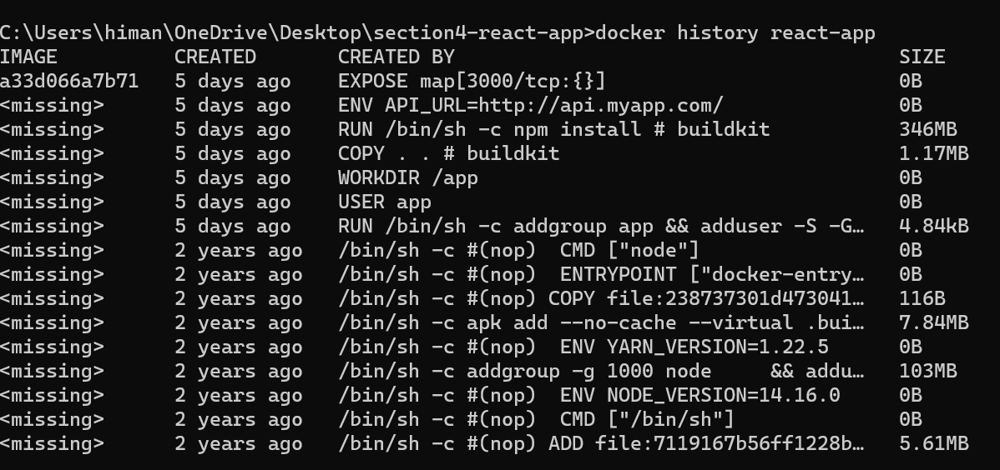 C:\Users\himan\OneDrive\Desktop\section4-react-app>docker history react-app
IMAGE CREATED CREATED BY SIZE
a33d066a7b71 5 days ago EXPOSE map[3000/tcp:{}] 0B
<missing> 5 days ago ENV API_URL=http://api.myapp.com/ 0B
<missing> 5 days ago RUN /bin/sh -c npm install # buildkit 346MB
<missing> 5 days ago COPY . . # buildkit 1.17MB
<missing> 5 days ago WORKDIR /app 0B
<missing> 5 days ago USER app 0B
<missing> 5 days ago RUN /bin/sh -c addgroup app && adduser -S -G… 4.84kB
<missing> 2 years ago /bin/sh -c #(nop)  CMD ["node"] 0B
<missing> 2 years ago /bin/sh -c #(nop)  ENTRYPOINT ["docker-entry… 0B
<missing> 2 years ago /bin/sh -c #(nop) COPY file:238737301d473041… 116B
<missing> 2 years ago /bin/sh -c apk add --no-cache --virtual .bui… 7.84MB
<missing> 2 years ago /bin/sh -c #(nop)  ENV YARN_VERSION=1.22.5 0B
<missing> 2 years ago /bin/sh -c addgroup -g 1000 node     && addu… 103MB
<missing> 2 years ago /bin/sh -c #(nop)  ENV NODE_VERSION=14.16.0 0B
<missing> 2 years ago /bin/sh -c #(nop)  CMD ["/bin/sh"] 0B
<missing> 2 years ago /bin/sh -c #(nop) ADD file:7119167b56ff1228b… 5.61MB